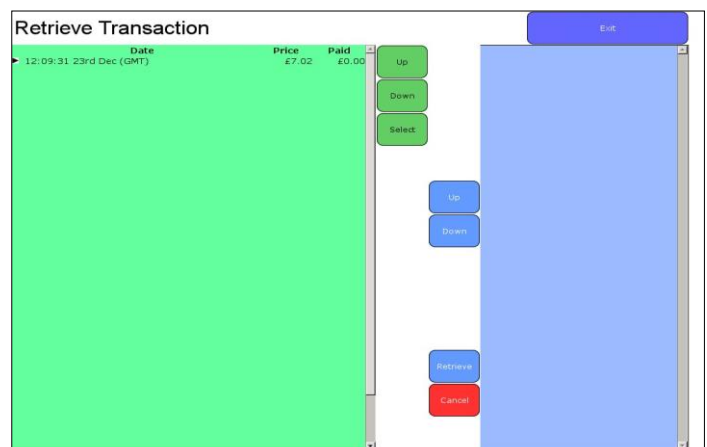 Retrieve Transaction
Exit
Date Price Paid
12:09:31 23rd Dec (GMT) £7.02 £0.00
Up
Down
Select
Up
Down
Retrieve
Cancel